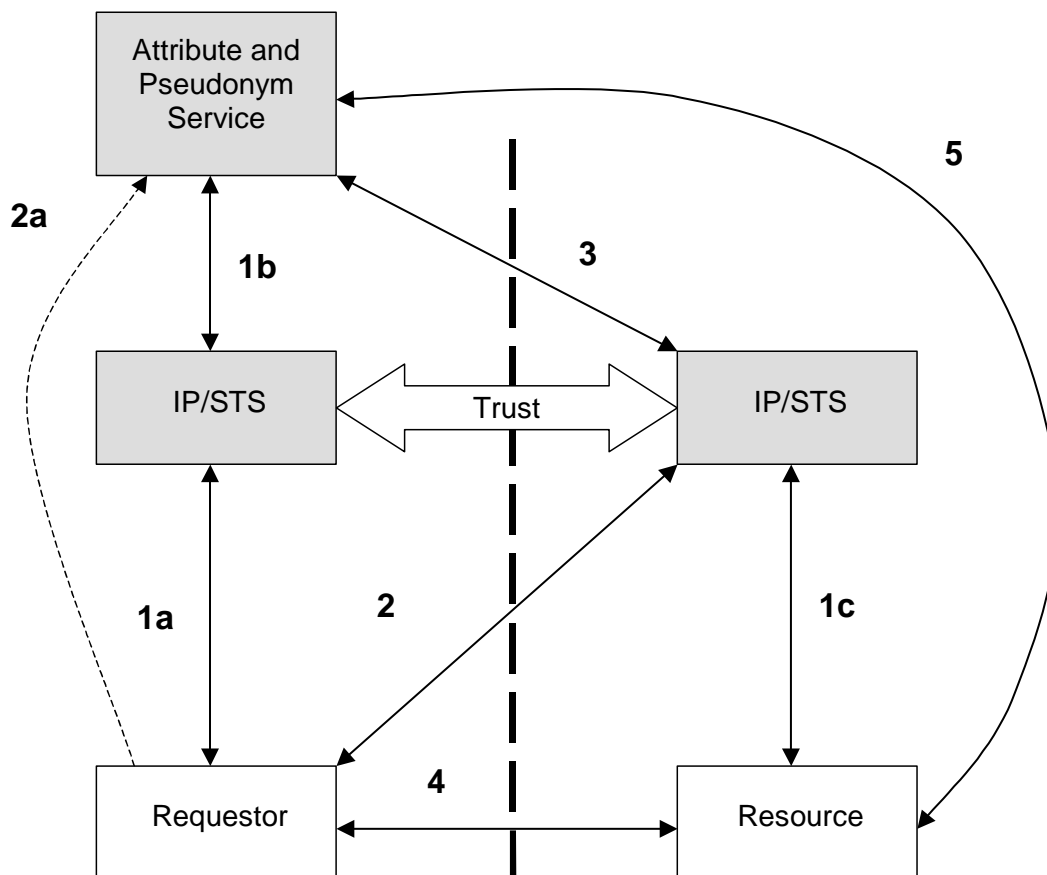 Attribute and
Pseudonym
Service
5
2a
1b
3
IP/STS
Trust
IP/STS
1a
2
1c
4
Requestor
Resource